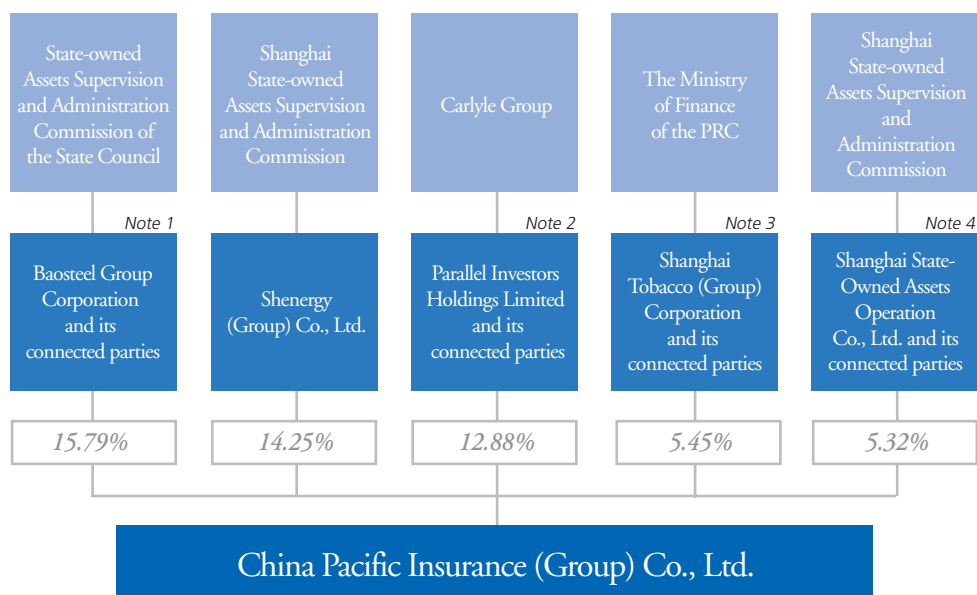 State-owned
Assets Supervision
and Administration
Commission of
the State Council
Shanghai
State-owned
Assets Supervision
and Administration
Commission
Carlyle Group
The Ministry
of Finance
of the PRC
Shanghai
State-owned
Assets Supervision
and
Administration
Commission
Note 1
Note 2
Note 3
Note 4
Baosteel Group
Corporation
and its
connected parties
Shenergy
(Group) Co., Ltd.
Parallel Investors
Holdings Limited
and its
connected parties
Shanghai
Tobacco (Group)
Corporation
and its
connected parties
Shanghai State-
Owned Assets
Operation
Co., Ltd. and its
connected parties
15.79%
14.25%
12.88%
5.45%
5.32%
China Pacific Insurance (Group) Co., Ltd.